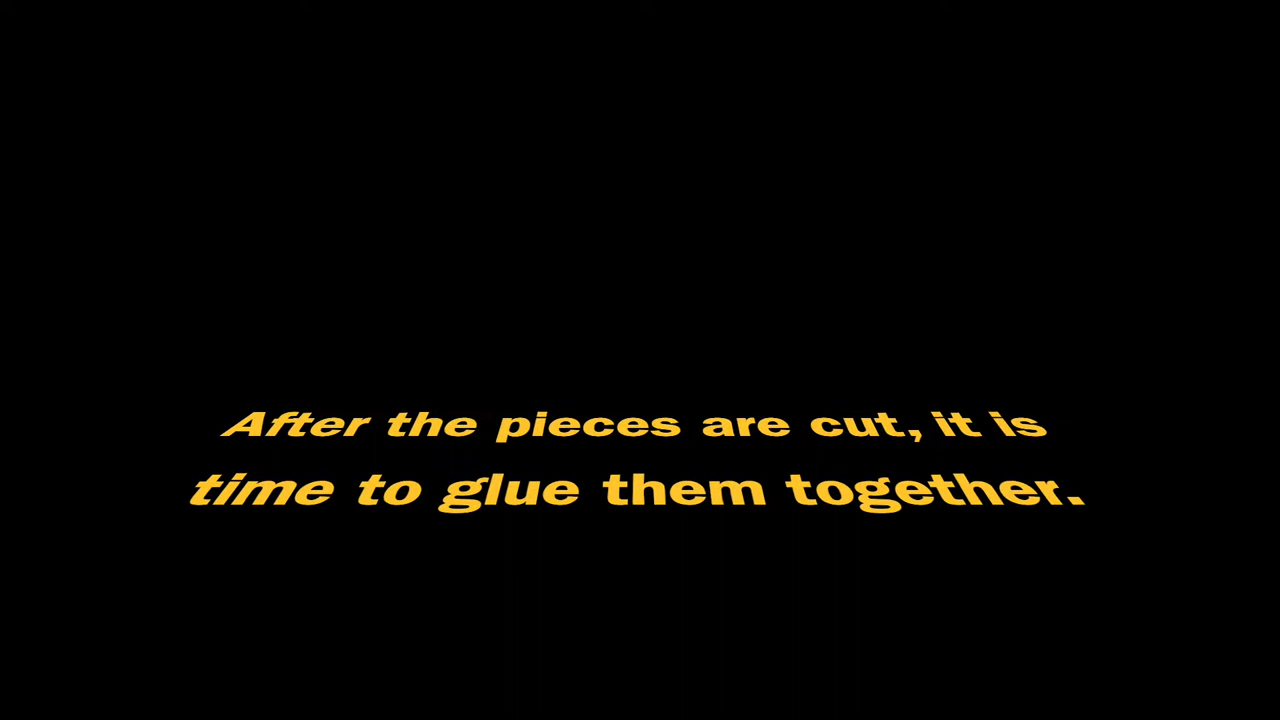 After the pieces are cut, it is
time to glue them together.